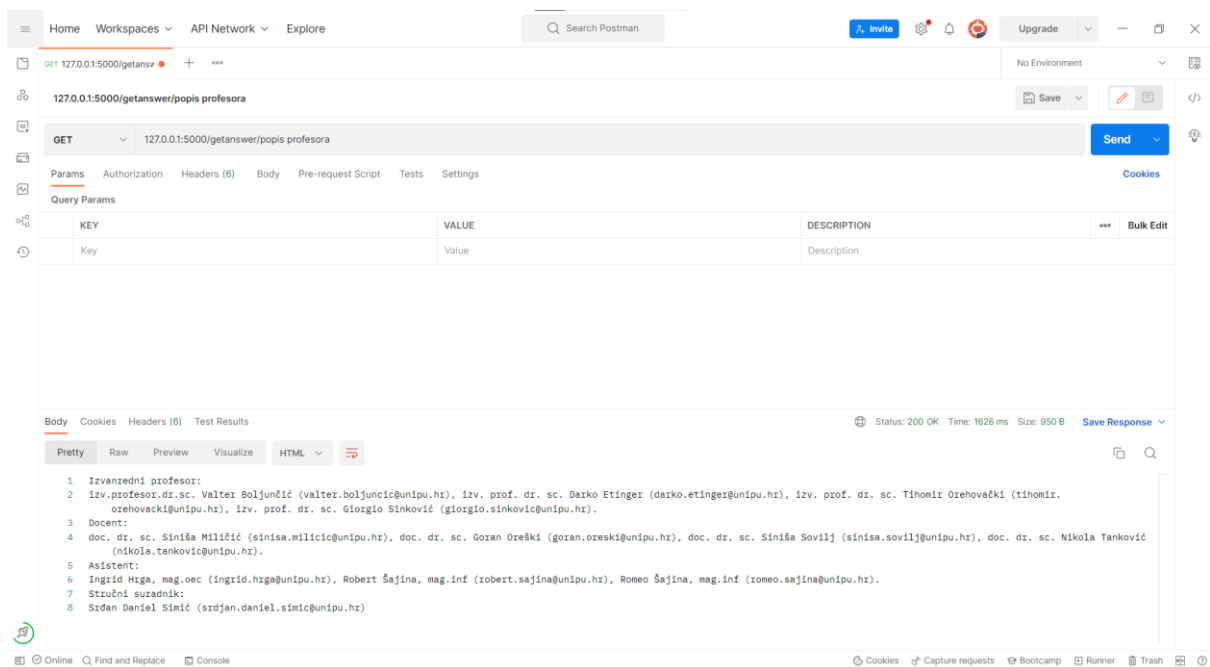 Home Workspaces API Network Explore Search Postman Invite Upgrade
GET 127.0.0.1:5000/getansw No Environment
127.0.0.1:5000/getanswer/popis profesora Save
GET 127.0.0.1:5000/getanswer/popis profesora Send
Params Authorization Headers (6) Body Pre-request Script Tests Settings Cookies
Query Params
KEY VALUE DESCRIPTION Bulk Edit
Key Value Description
Body Cookies Headers (6) Test Results Status: 200 OK Time: 1626 ms Size: 950 B Save Response
Pretty Raw Preview Visualize HTML
1 Izvanredni profesor:
2 izv.profesor.dr.sc. Valter Boljunčić (valter.boljuncic@unipu.hr), izv. prof. dr. sc. Darko Etinger (darko.etinger@unipu.hr), izv. prof. dr. sc. Tihomir Orehovački (tihomir.
orehovacki@unipu.hr), izv. prof. dr. sc. Giorgio Sinković (giorgio.sinkovic@unipu.hr).
3 Docent:
4 doc. dr. sc. Siniša Miličić (sinisa.milicic@unipu.hr), doc. dr. sc. Goran Oreški (goran.oreski@unipu.hr), doc. dr. sc. Siniša Sovilj (sinisa.sovilj@unipu.hr), doc. dr. sc. Nikola Tanković
(nikola.tankovic@unipu.hr).
5 Asistent:
6 Ingrid Hrga, mag.oec (ingrid.hrga@unipu.hr), Robert Šajina, mag.inf (robert.sajina@unipu.hr), Romeo Šajina, mag.inf (romeo.sajina@unipu.hr).
7 Stručni suradnik:
8 Srđan Daniel Simić (srdjan.daniel.simic@unipu.hr)
Online Find and Replace Console Cookies Capture requests Bootcamp Runner Trash